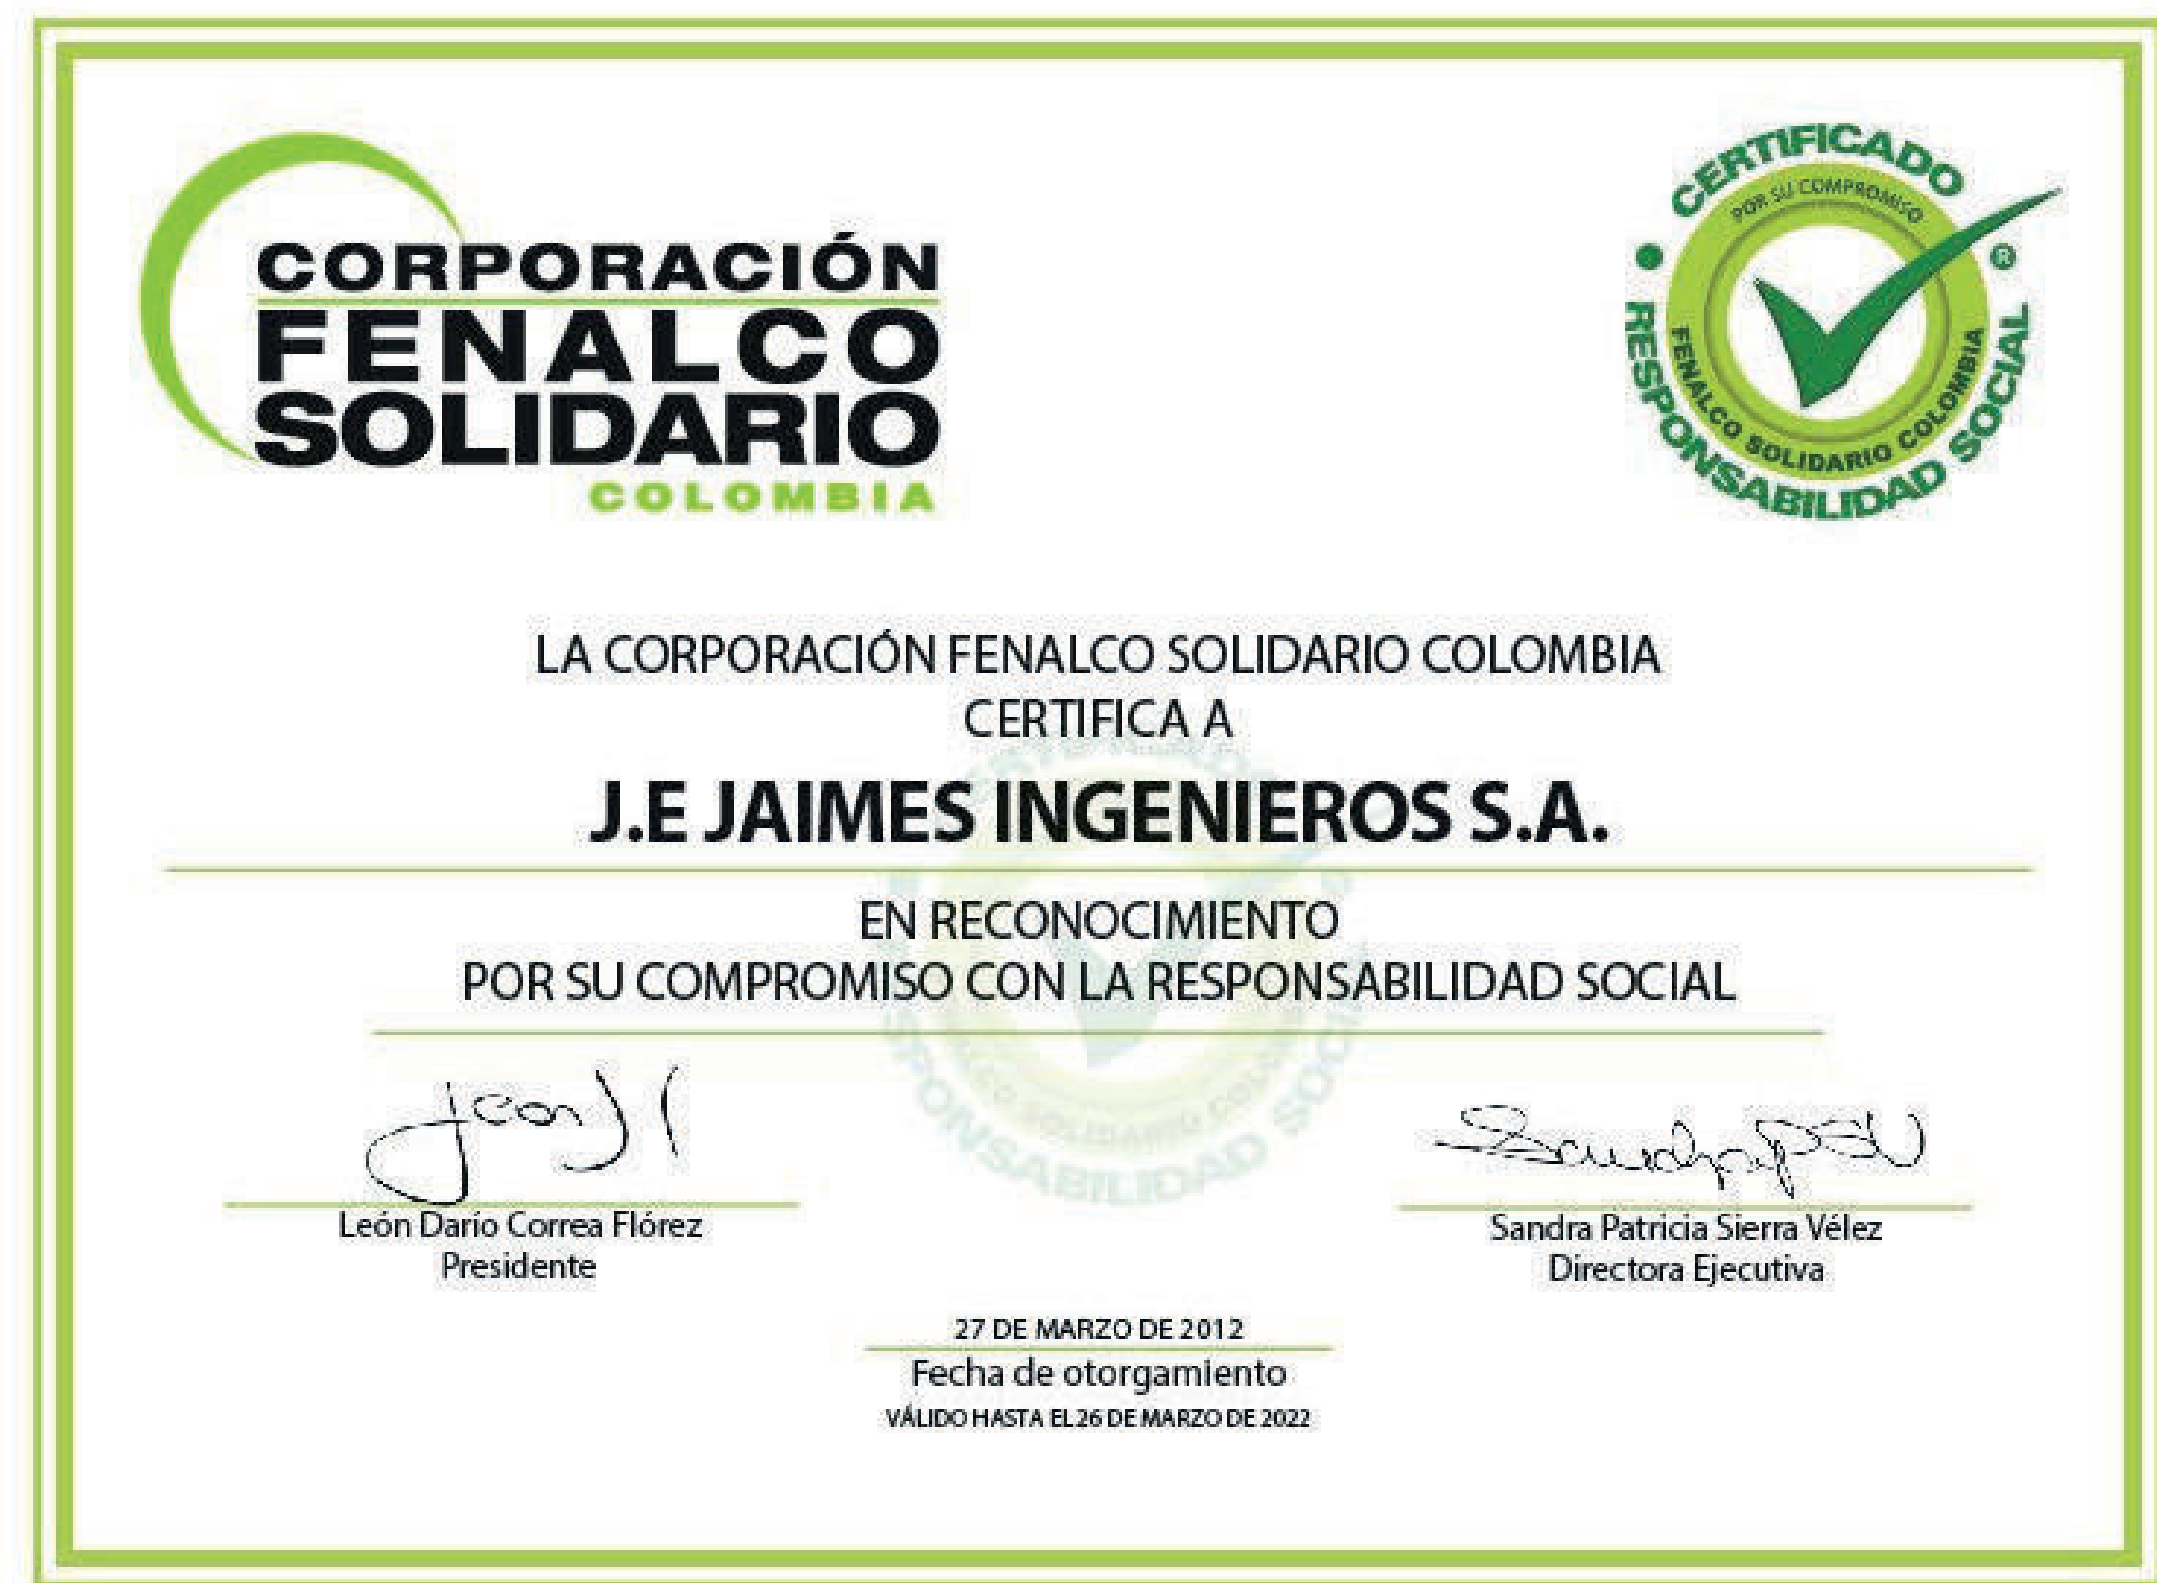 CORPORACIÓN
FENALCO
SOLIDARIO
COLOMBIA
CERTIFICADO
POR SU COMPROMISO
®
FENALCO SOLIDARIO COLOMBIA
RESPONSABILIDAD SOCIAL
LA CORPORACIÓN FENALCO SOLIDARIO COLOMBIA
CERTIFICA A
J.E JAIMES INGENIEROS S.A.
EN RECONOCIMIENTO
POR SU COMPROMISO CON LA RESPONSABILIDAD SOCIAL
León Darío Correa Flórez
Presidente
Sandra Patricia Sierra Vélez
Directora Ejecutiva
27 DE MARZO DE 2012
Fecha de otorgamiento
VÁLIDO HASTA EL 26 DE MARZO DE 2022